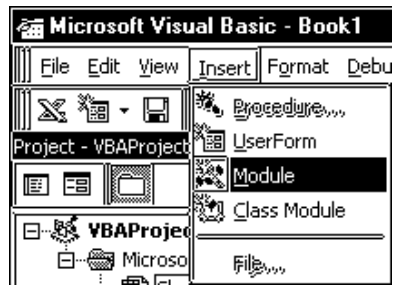 Microsoft Visual Basic - Book1
File Edit View Insert Format Debu
Procedure...
Project - VBAProject
UserForm
Module
Class Module
VBAProjec
Microso
File...